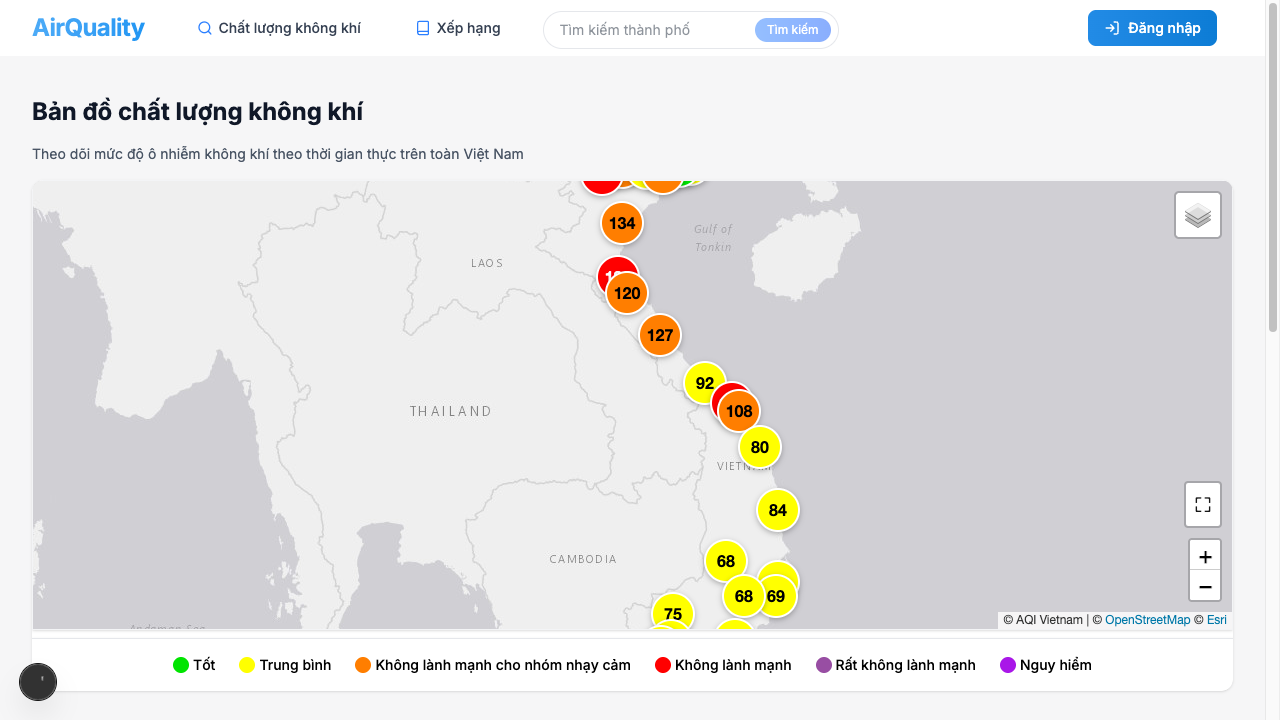 AirQuality
Chất lượng không khí
Xếp hạng
Tìm kiếm thành phố
Tìm kiếm
Đăng nhập
Bản đồ chất lượng không khí
Theo dõi mức độ ô nhiễm không khí theo thời gian thực trên toàn Việt Nam
134
Gulf of
Tonkin
LAOS
120
127
92
THAILAND
108
80
VIETNAM
84
CAMBODIA
68
68
69
75
Andaman Sea
+
−
© AQI Vietnam | © OpenStreetMap © Esri
Tốt
Trung bình
Không lành mạnh cho nhóm nhạy cảm
Không lành mạnh
Rất không lành mạnh
Nguy hiểm